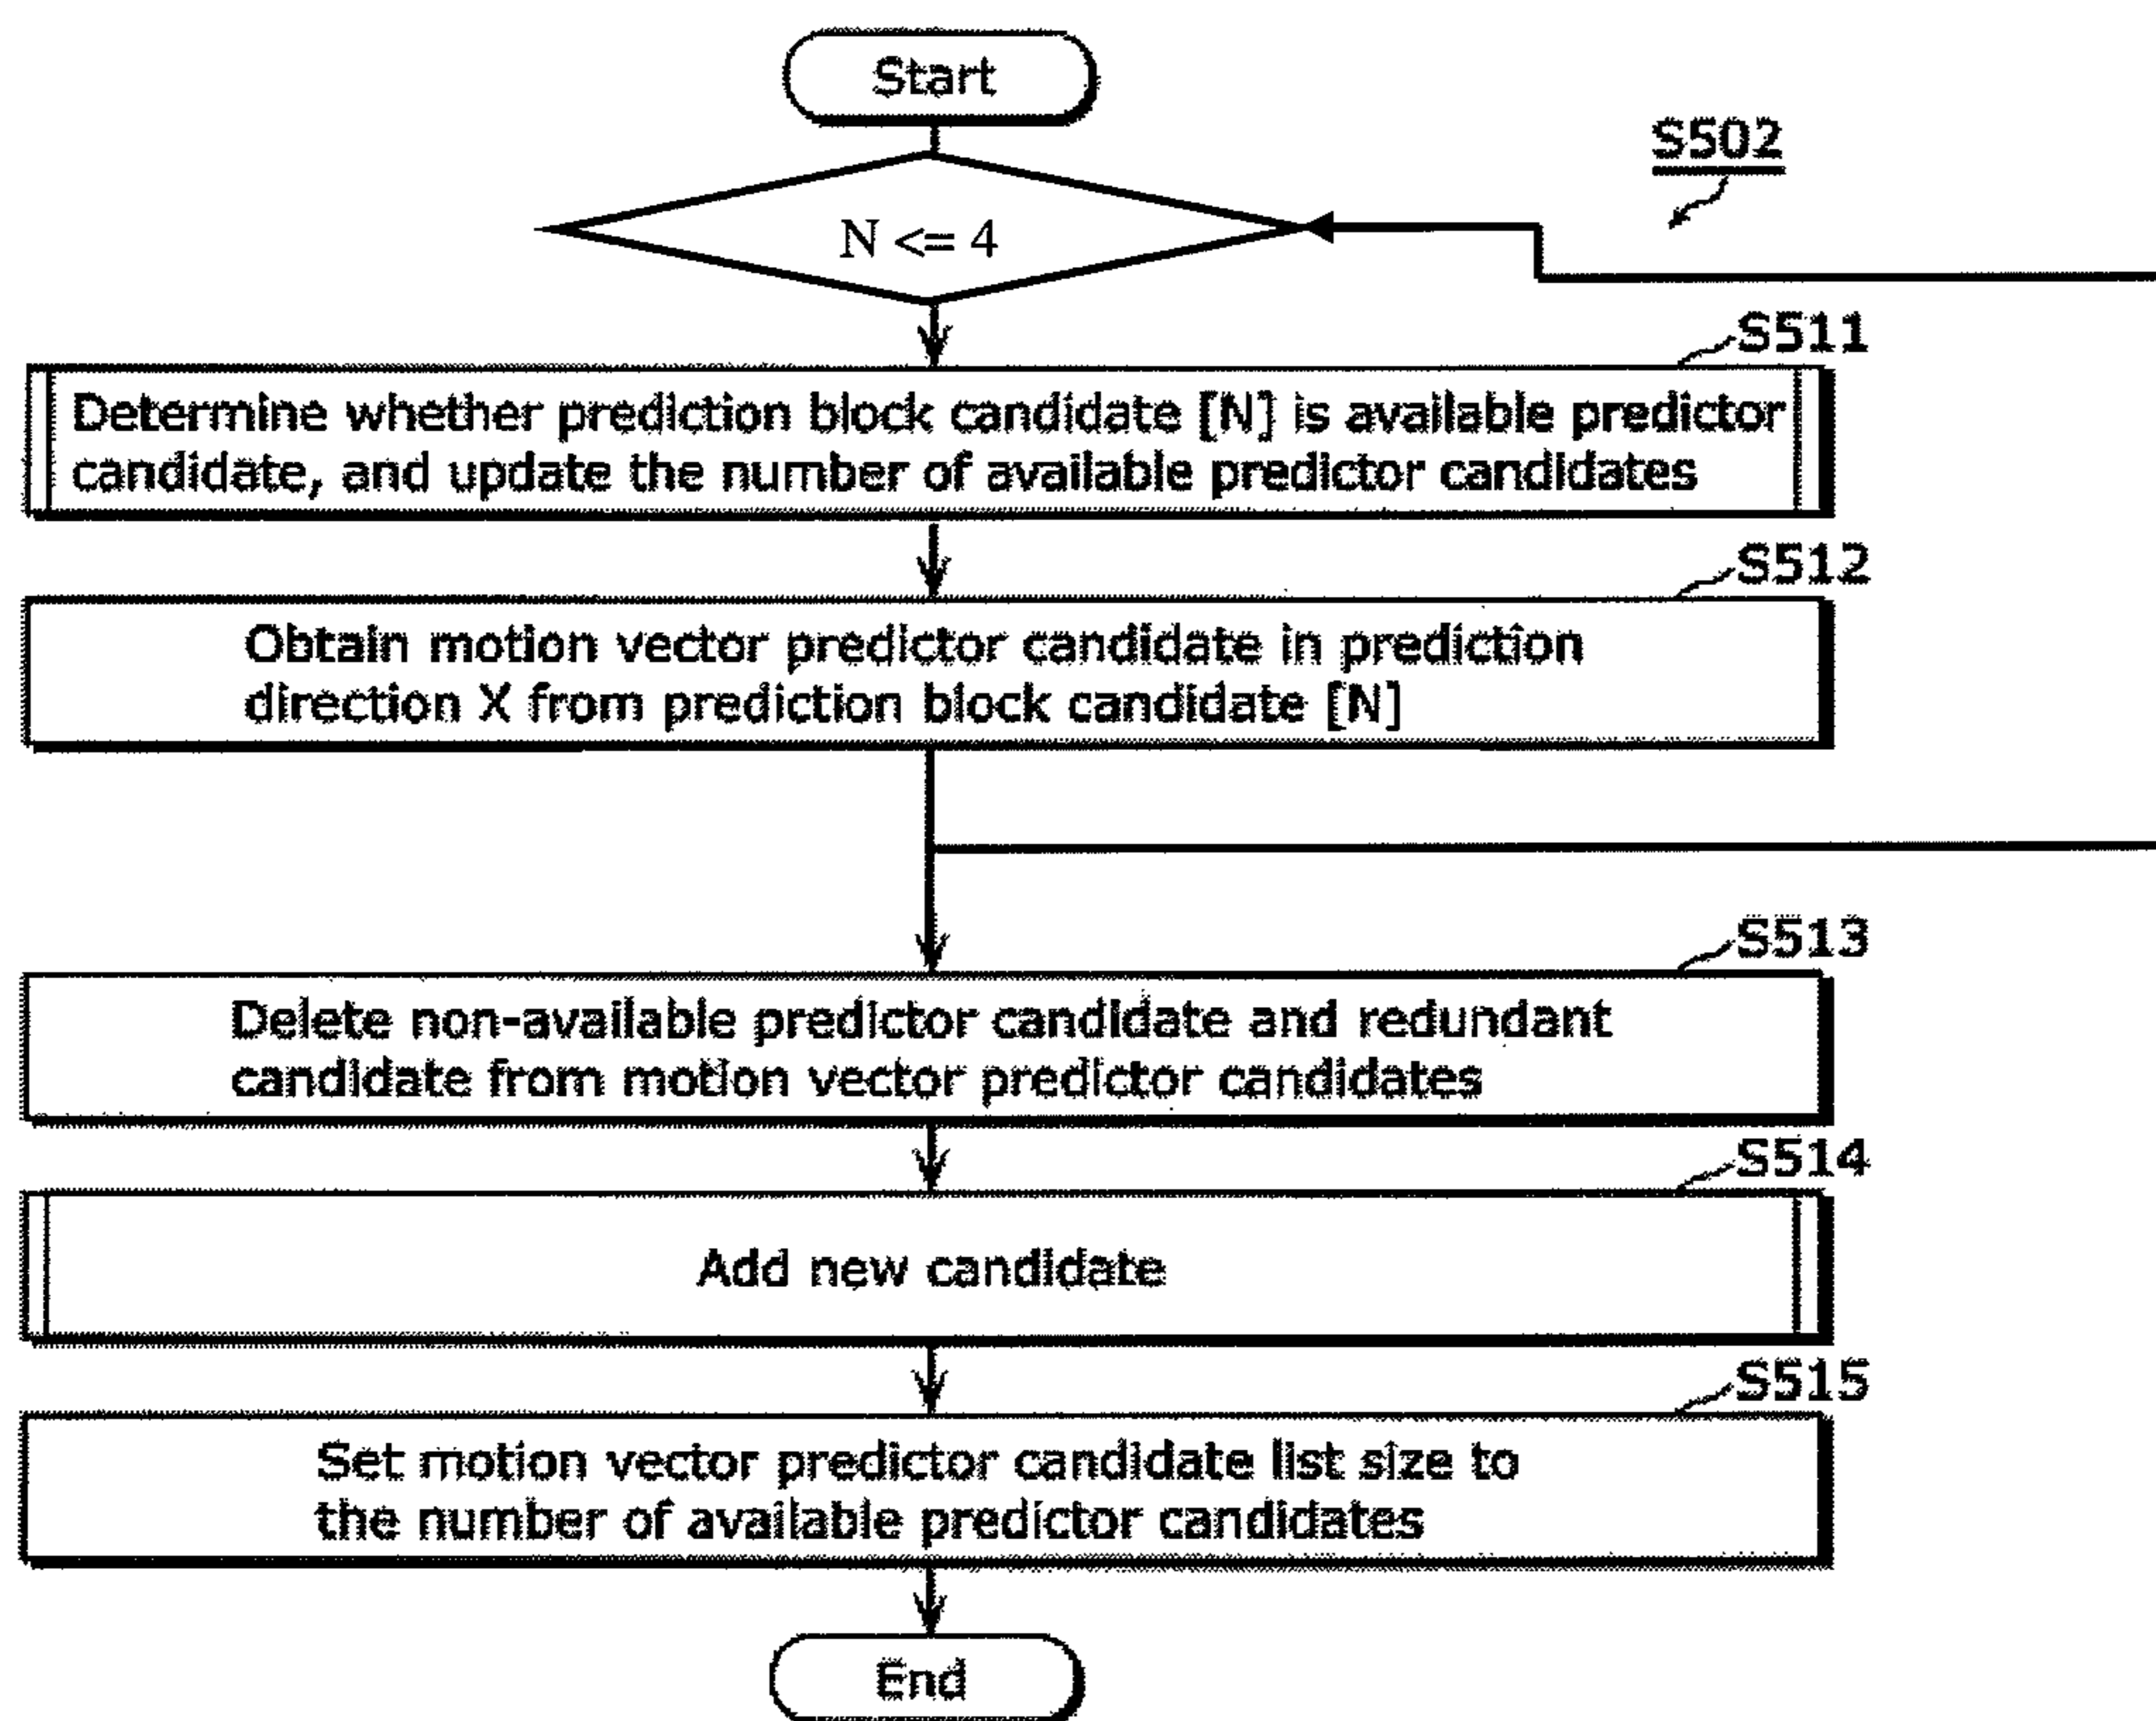 Start
S502
N <= 4
S511
Determine whether prediction block candidate [N] is available predictor
candidate, and update the number of available predictor candidates
S512
Obtain motion vector predictor candidate in prediction
direction X from prediction block candidate [N]
S513
Delete non-available predictor candidate and redundant
candidate from motion vector predictor candidates
S514
Add new candidate
S515
Set motion vector predictor candidate list size to
the number of available predictor candidates
End